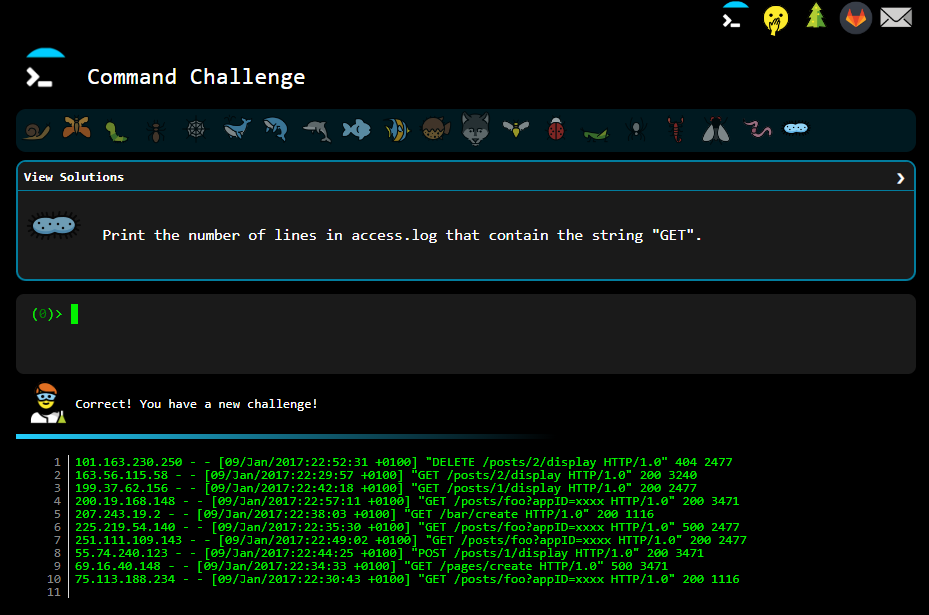 Command Challenge
View Solutions
Print the number of lines in access.log that contain the string "GET".
(0)>
Correct! You have a new challenge!
1 101.163.230.250 - - [09/Jan/2017:22:52:31 +0100] "DELETE /posts/2/display HTTP/1.0" 404 2477
2 163.56.115.58 - - [09/Jan/2017:22:29:57 +0100] "GET /posts/2/display HTTP/1.0" 200 3240
3 199.37.62.156 - - [09/Jan/2017:22:42:18 +0100] "GET /posts/1/display HTTP/1.0" 200 2477
4 200.19.168.148 - - [09/Jan/2017:22:57:11 +0100] "GET /posts/foo?appID=xxxx HTTP/1.0" 200 3471
5 207.243.19.2 - - [09/Jan/2017:22:38:03 +0100] "GET /bar/create HTTP/1.0" 200 1116
6 225.219.54.140 - - [09/Jan/2017:22:35:30 +0100] "GET /posts/foo?appID=xxxx HTTP/1.0" 500 2477
7 251.111.109.143 - - [09/Jan/2017:22:49:02 +0100] "GET /posts/foo?appID=xxxx HTTP/1.0" 200 2477
8 55.74.240.123 - - [09/Jan/2017:22:44:25 +0100] "POST /posts/1/display HTTP/1.0" 200 3471
9 69.16.40.148 - - [09/Jan/2017:22:34:33 +0100] "GET /pages/create HTTP/1.0" 500 3471
10 75.113.188.234 - - [09/Jan/2017:22:30:43 +0100] "GET /posts/foo?appID=xxxx HTTP/1.0" 200 1116
11